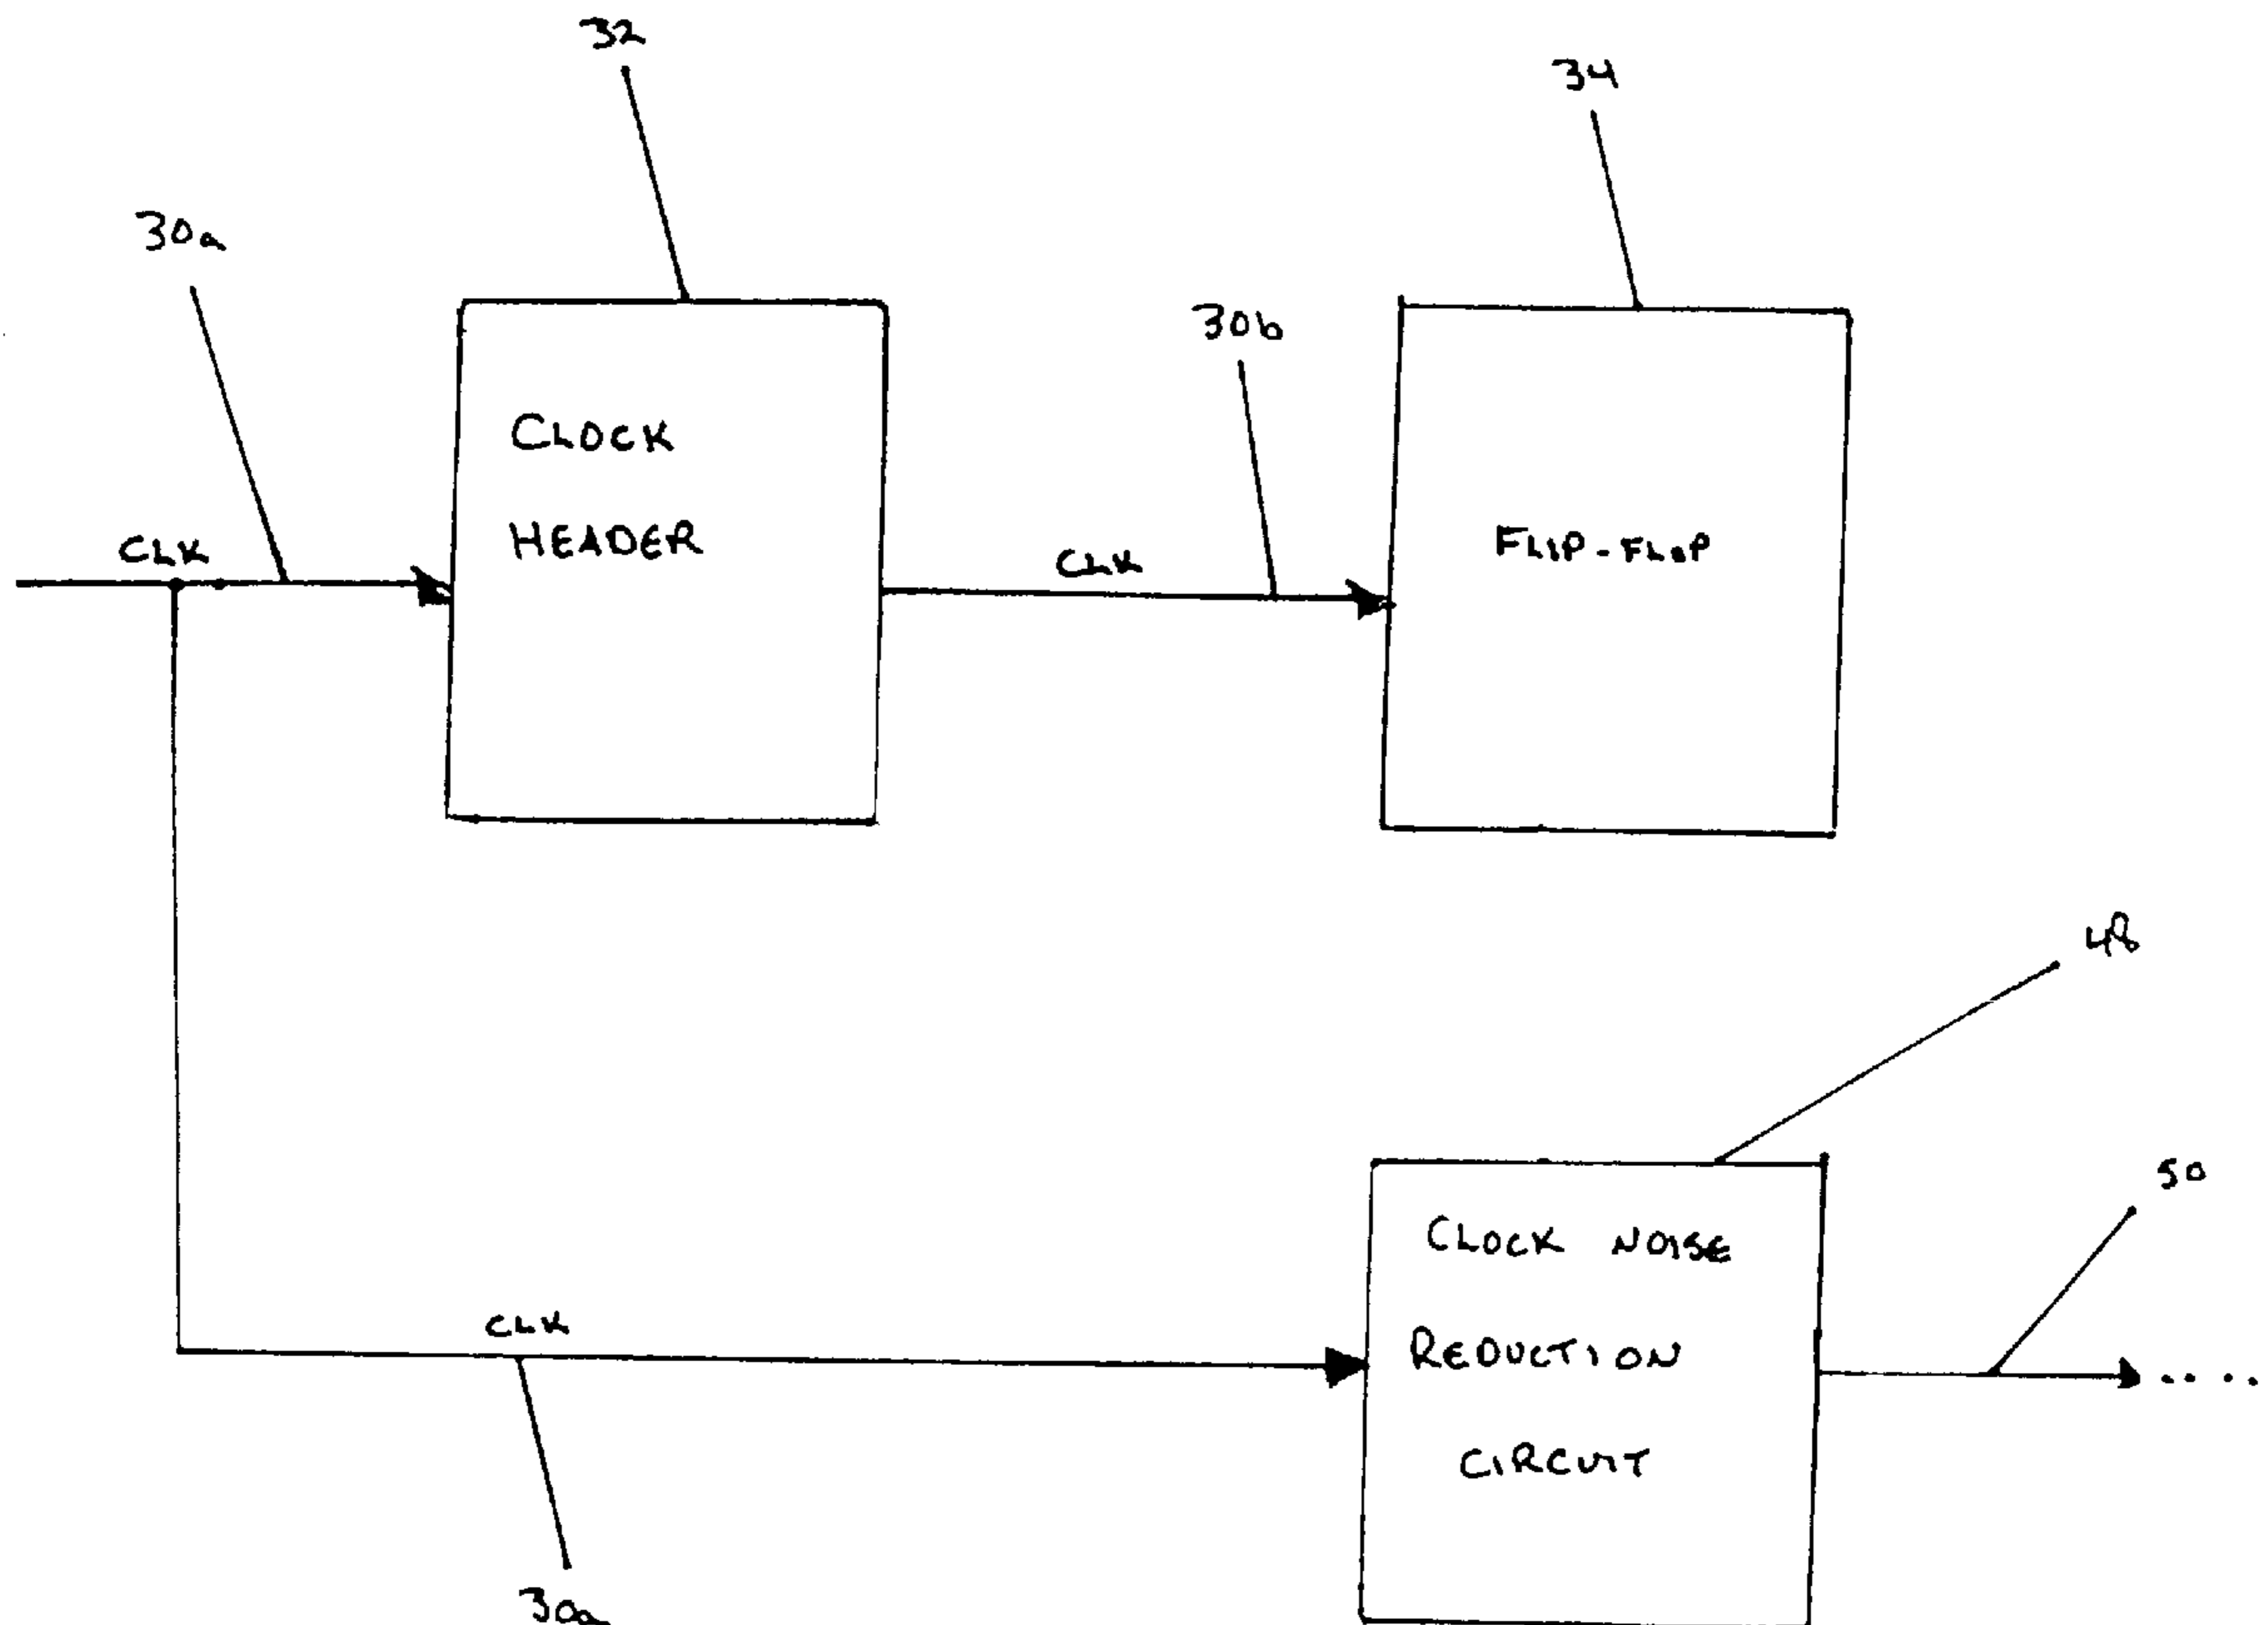 32
34
30a
30b
CLOCK
HEADER
CLK
FLIP-FLOP
CLK
48
50
CLOCK NOISE
REDUCTION
CIRCUIT
CLK
30a